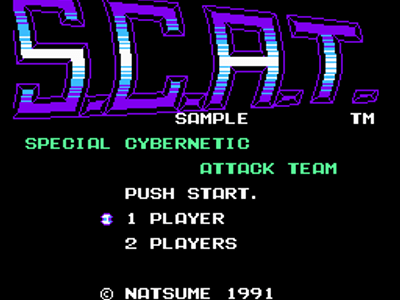 S.C.A.T.
SAMPLE TM
SPECIAL CYBERNETIC
ATTACK TEAM
PUSH START.
1 PLAYER
2 PLAYERS
© NATSUME 1991